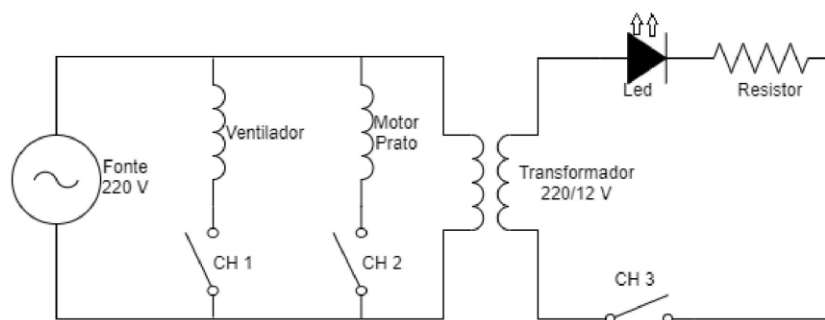 Fonte
220 V
Ventilador
CH 1
Motor
Prato
CH 2
Transformador
220/12 V
Led
Resistor
CH 3